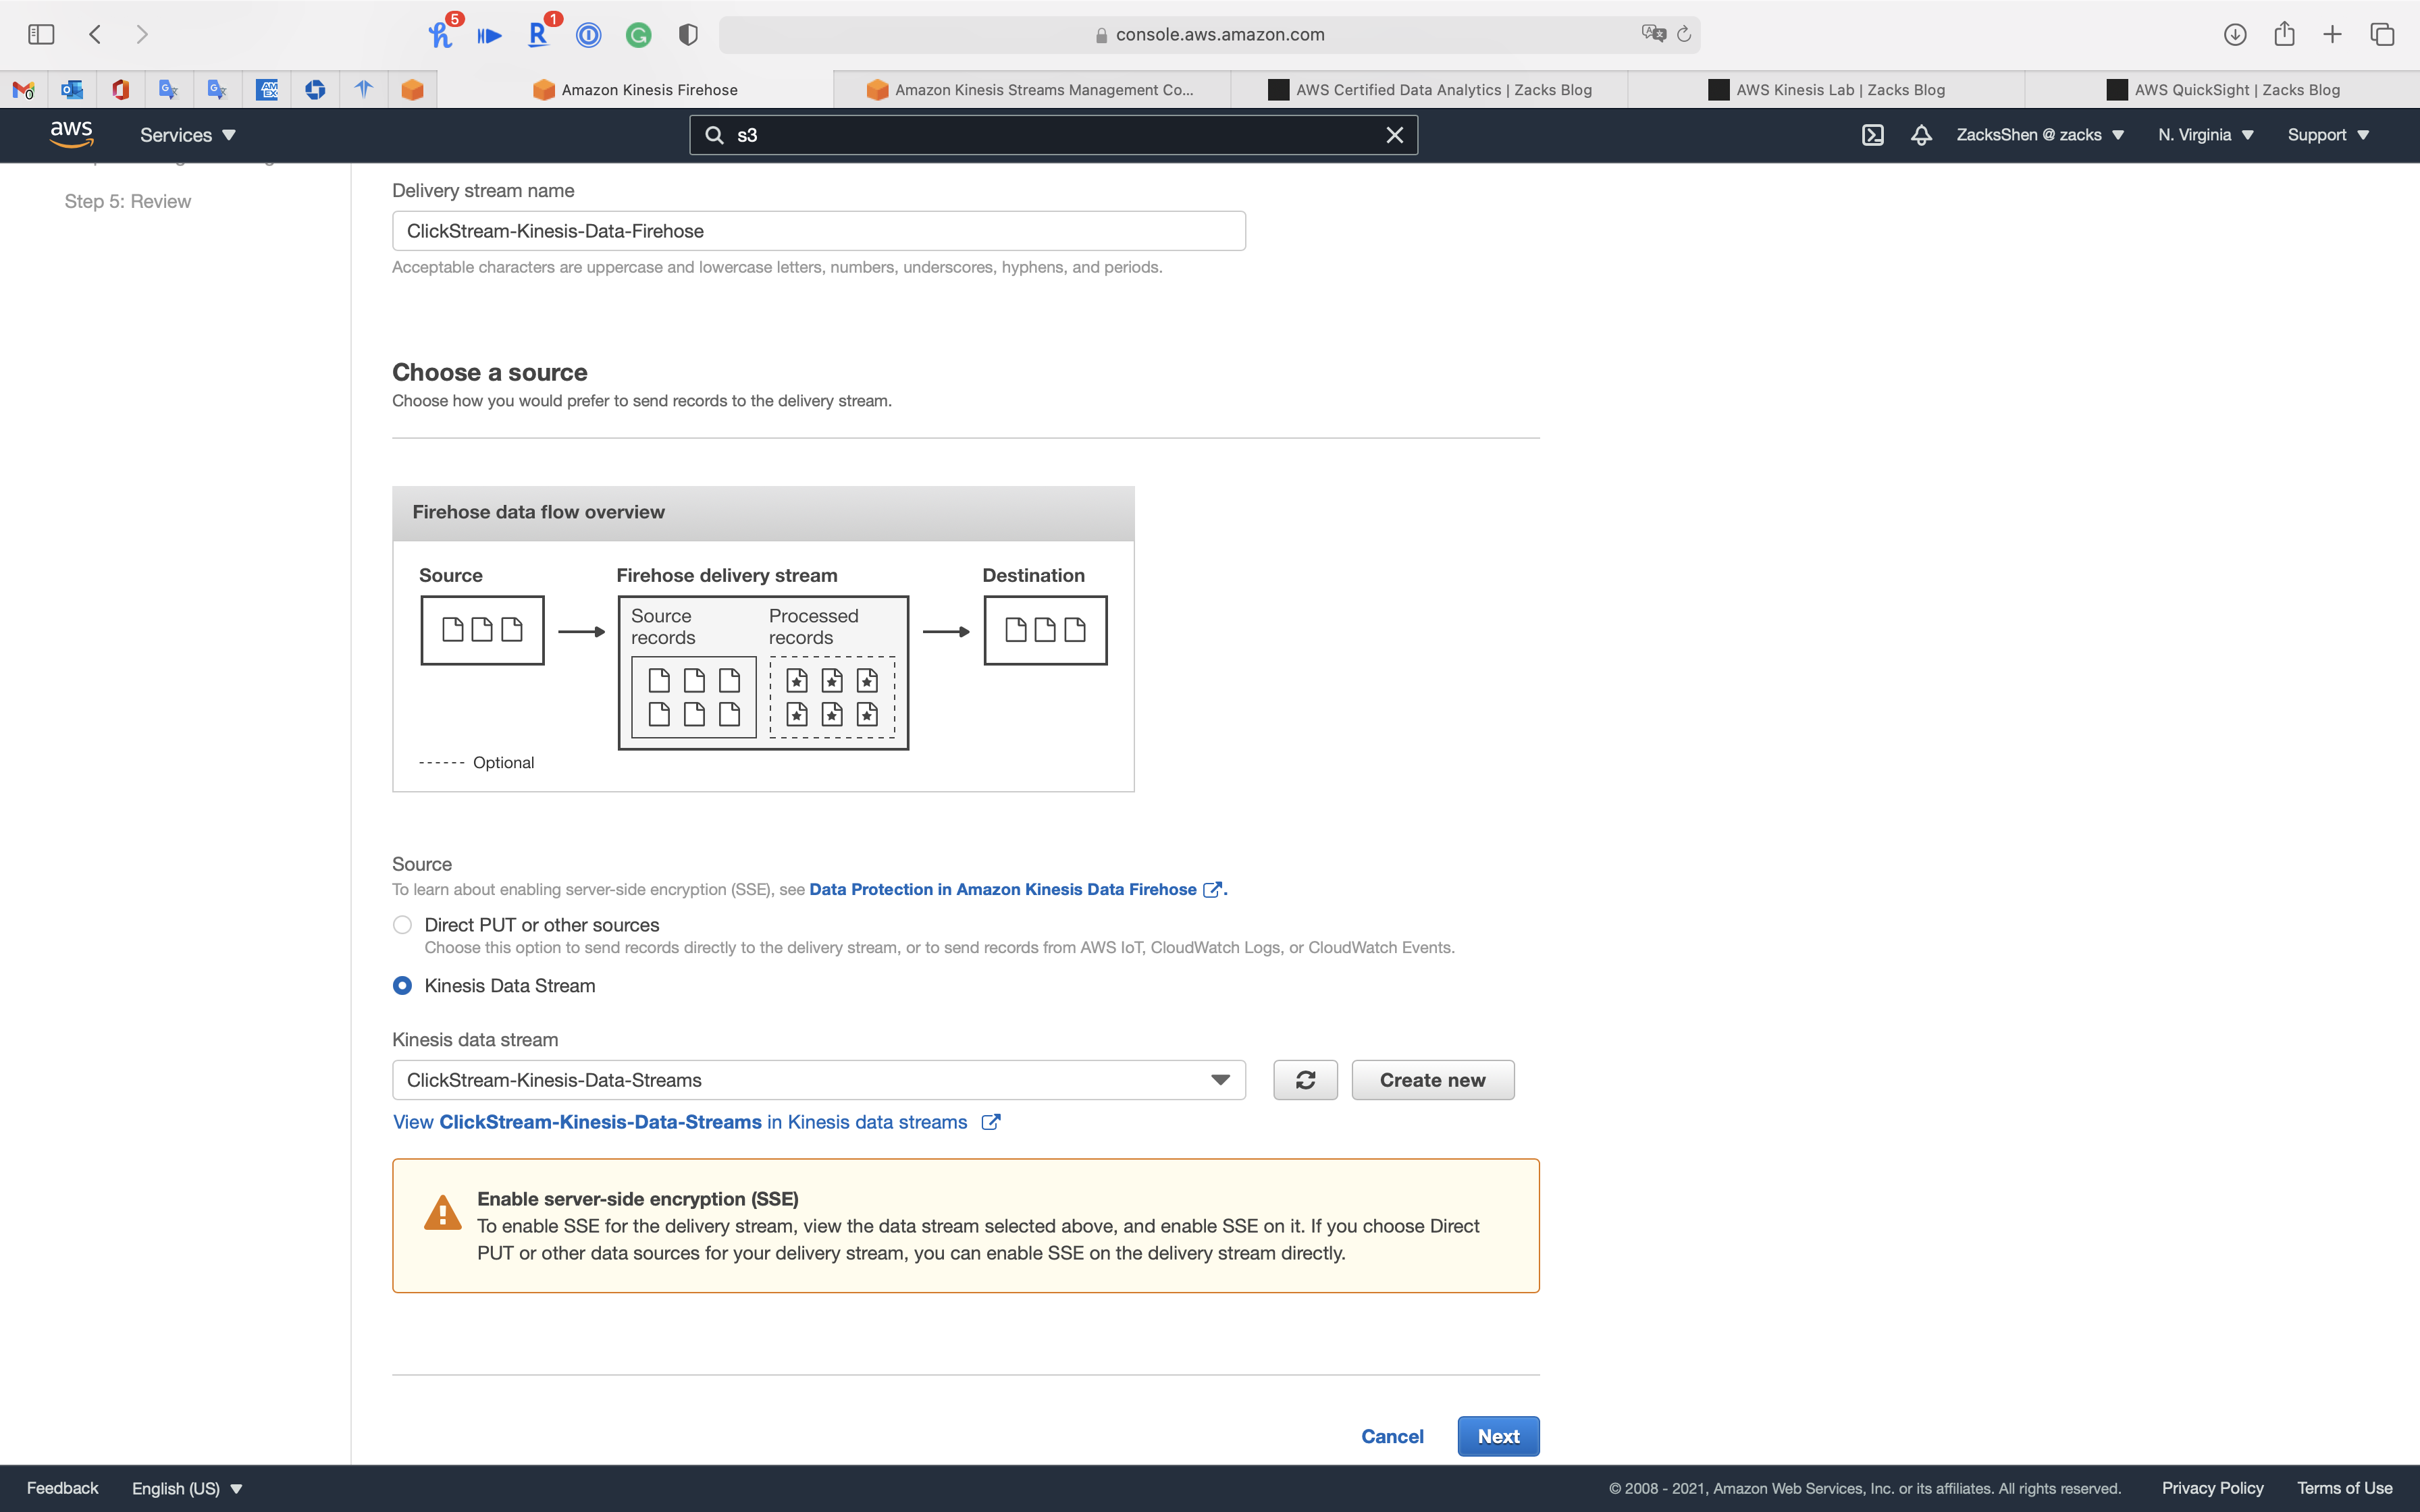 5
1
console.aws.amazon.com
0
AM
EX
Amazon Kinesis Firehose
Amazon Kinesis Streams Management Co...
AWS Certified Data Analytics | Zacks Blog
AWS Kinesis Lab | Zacks Blog
AWS QuickSight | Zacks Blog
aws
Services
s3
ZacksShen @ zacks
N. Virginia
Support
Step 5: Review
Delivery stream name
ClickStream-Kinesis-Data-Firehose
Acceptable characters are uppercase and lowercase letters, numbers, underscores, hyphens, and periods.
Choose a source
Choose how you would prefer to send records to the delivery stream.
Firehose data flow overview
Source
Firehose delivery stream
Destination
Source
records
Processed
records
Optional
Source
To learn about enabling server-side encryption (SSE), see Data Protection in Amazon Kinesis Data Firehose .
Direct PUT or other sources
Choose this option to send records directly to the delivery stream, or to send records from AWS IoT, CloudWatch Logs, or CloudWatch Events.
Kinesis Data Stream
Kinesis data stream
ClickStream-Kinesis-Data-Streams
Create new
View ClickStream-Kinesis-Data-Streams in Kinesis data streams
Enable server-side encryption (SSE)
To enable SSE for the delivery stream, view the data stream selected above, and enable SSE on it. If you choose Direct
PUT or other data sources for your delivery stream, you can enable SSE on the delivery stream directly.
Cancel
Next
Feedback
English (US)
© 2008 - 2021, Amazon Web Services, Inc. or its affiliates. All rights reserved.
Privacy Policy
Terms of Use